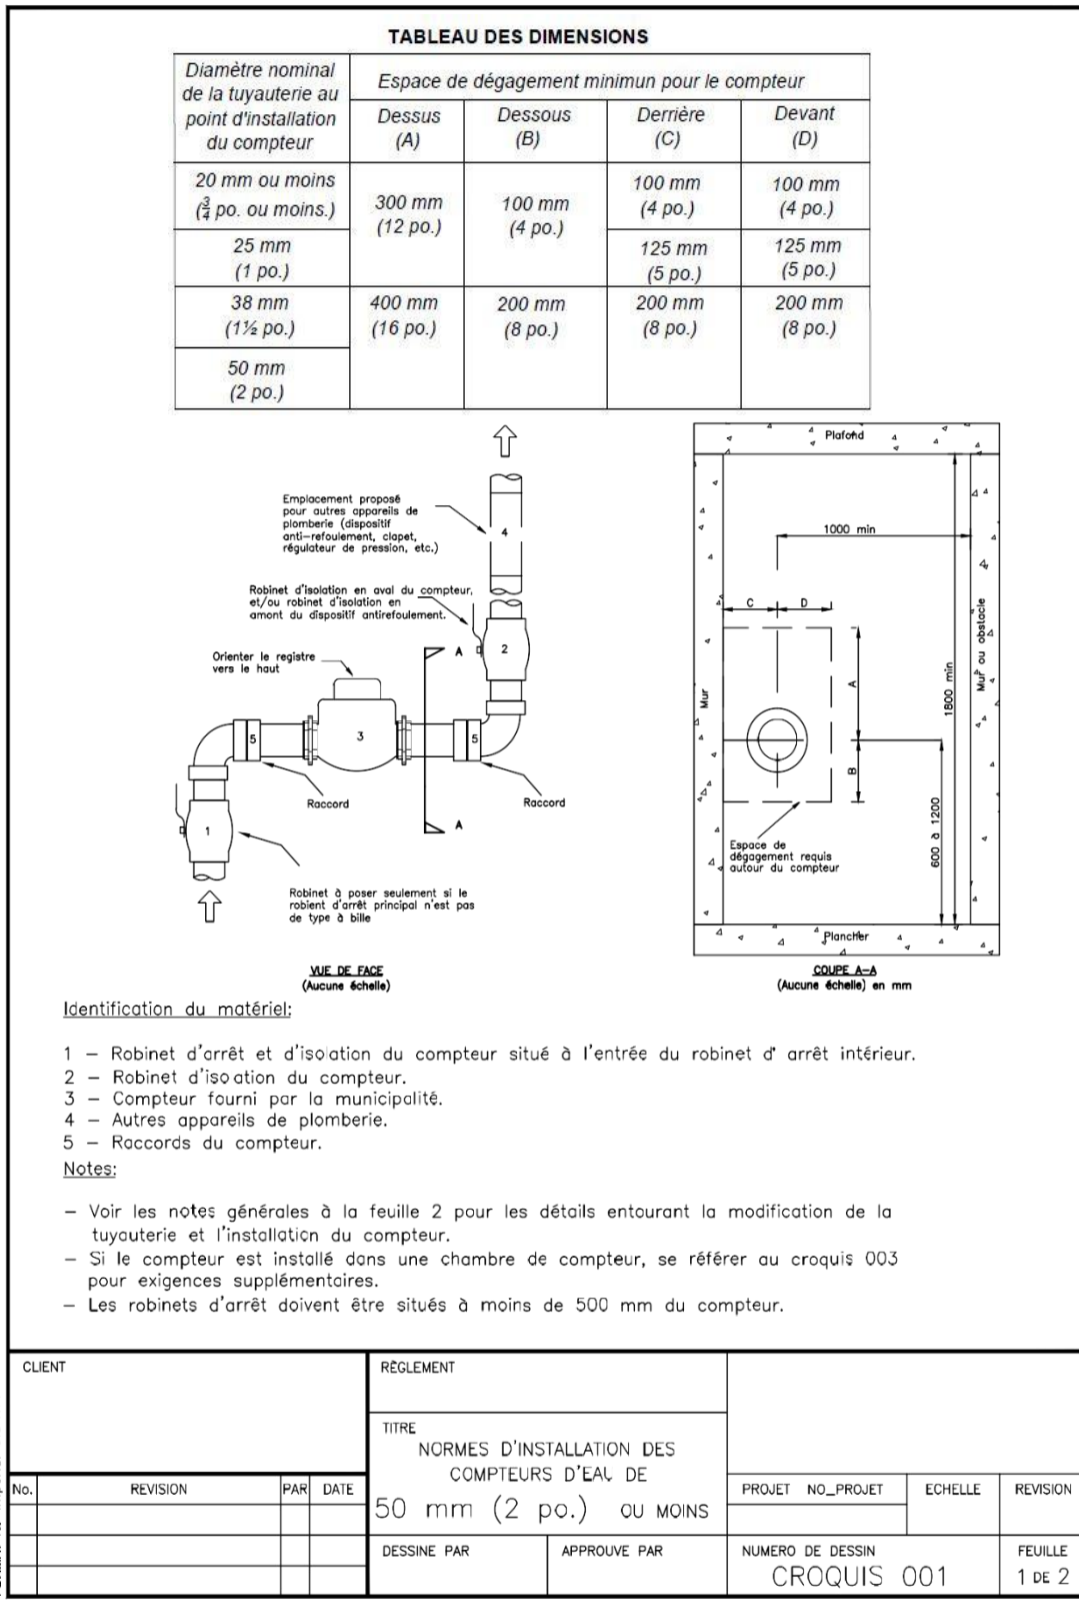 TABLEAU DES DIMENSIONS
Diamètre nominal
de la tuyauterie au
point d'installation
du compteur
Espace de dégagement minimun pour le compteur
Dessus
(A)
Dessous
(B)
Derrière
(C)
Devant
(D)
20 mm ou moins
(¾ po. ou moins.)
300 mm
(12 po.)
100 mm
(4 po.)
100 mm
(4 po.)
100 mm
(4 po.)
25 mm
(1 po.)
125 mm
(5 po.)
125 mm
(5 po.)
38 mm
(1½ po.)
400 mm
(16 po.)
200 mm
(8 po.)
200 mm
(8 po.)
200 mm
(8 po.)
50 mm
(2 po.)
Emplacement proposé
pour autres appareils de
plomberie (dispositif
anti-refoulement, clapet,
régulateur de pression, etc.)
4
Robinet d'isolation en aval du compteur,
et/ou robinet d'isolation en
amont du dispositif antirefoulement.
2
A
Orienter le registre
vers le haut
5
3
5
Raccord
Raccord
A
1
Robinet à poser seulement si le
robient d'arrêt principal n'est pas
de type à bille
VUE DE FACE
(Aucune échelle)
Plafond
1000 min
C
D
A
B
Mur
Mur ou obstacle
1800 min
600 à 1200
Espace de
dégagement requis
autour du compteur
Plancher
COUPE A-A
(Aucune échelle) en mm
Identification du matériel:
1 - Robinet d'arrêt et d'iso ation du compteur situé à l'entrée du robinet d' arrêt intérieur.
2 - Robinet d'iso ation du compteur.
3 - Compteur fourni par la municipalité.
4 - Autres appareils de plomberie.
5 - Raccords du compteur.
Notes:
- Voir les notes générales à la feuille 2 pour les détails entourant la modification de la
tuyauterie et l'installation du compteur.
- Si le compteur est installé dans une chambre de compteur, se référer au croquis 003
pour exigences supplémentaires.
- Les robinets d'arrêt doivent être situés à moins de 500 mm du compteur.
CLIENT
RÈGLEMENT
TITRE
NORMES D'INSTALLATION DES
COMPTEURS D'EAU DE
50 mm (2 po.) OU MOINS
No.
REVISION
PAR
DATE
PROJET NO_PROJET
ECHELLE
REVISION
DESSINE PAR
APPROUVE PAR
NUMERO DE DESSIN
CROQUIS 001
FEUILLE
1 DE 2